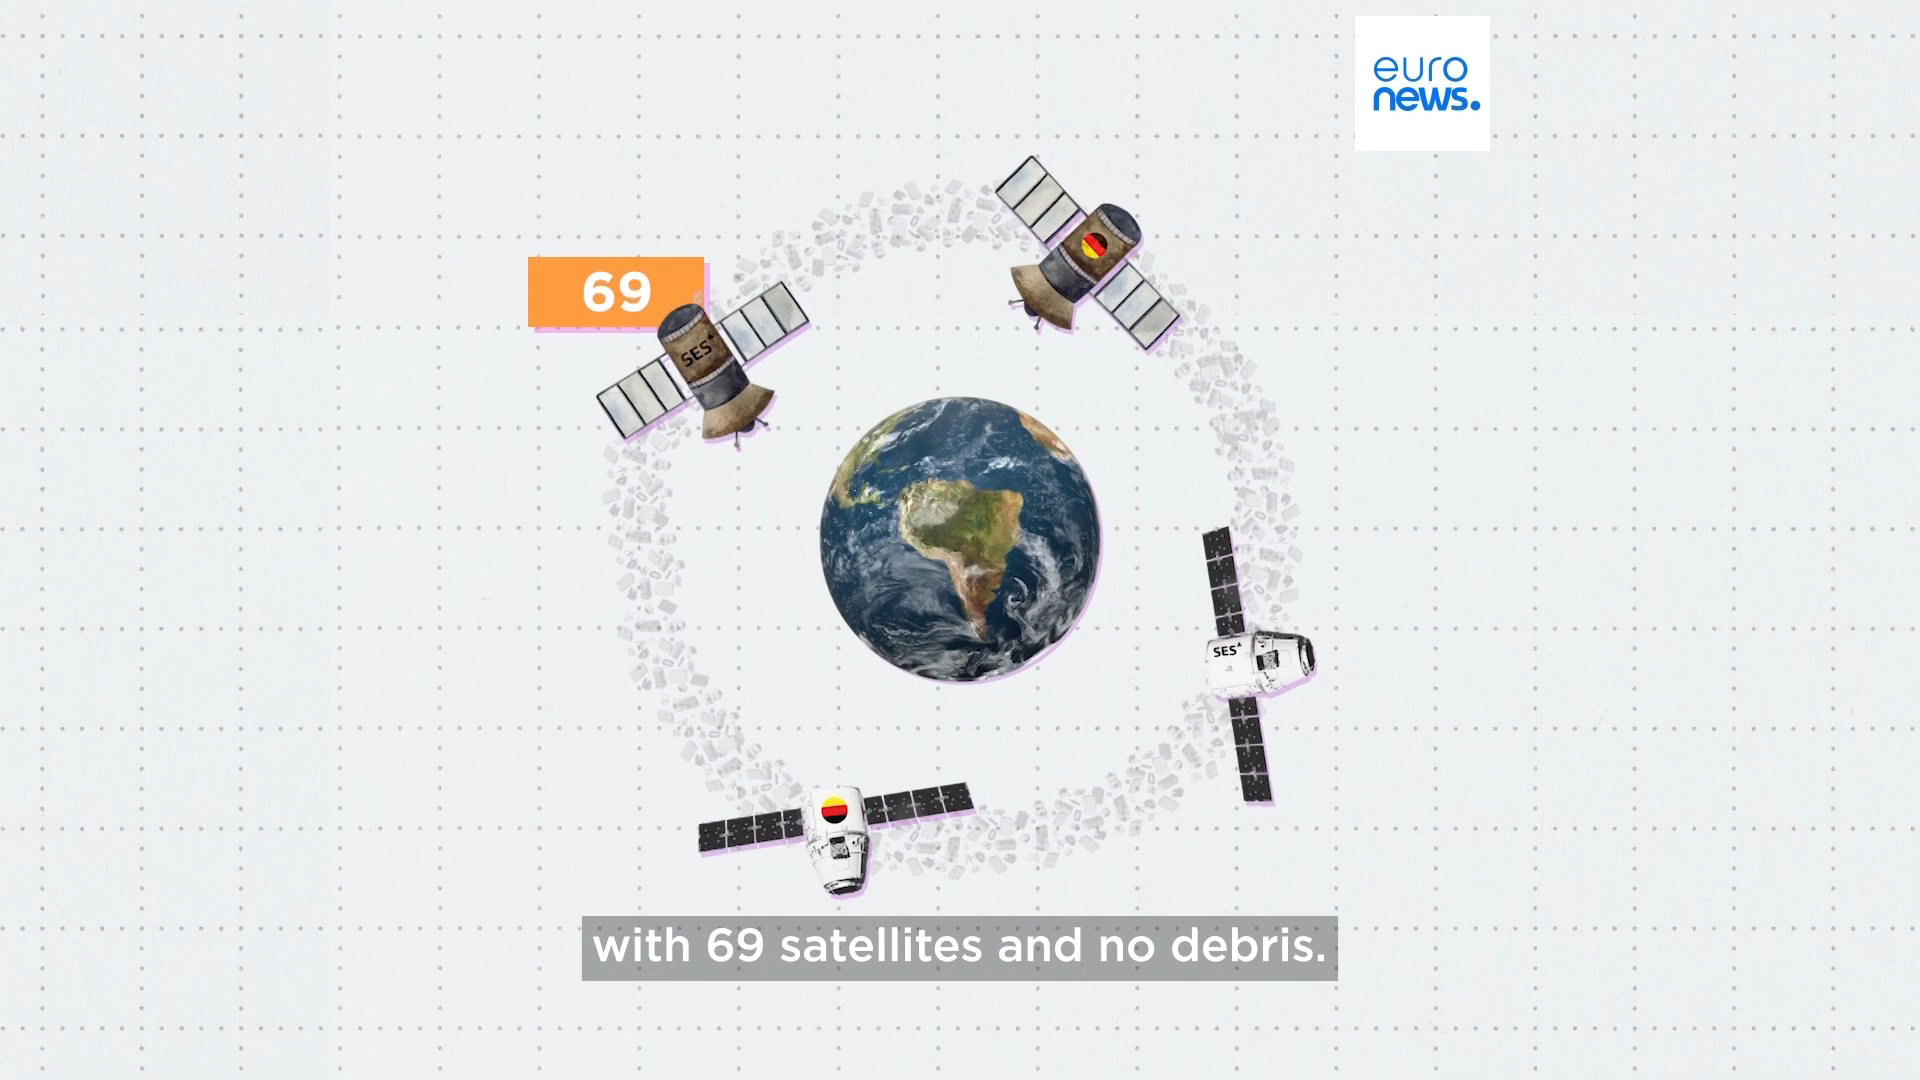 euro
news.
69
SES
SES
with 69 satellites and no debris.